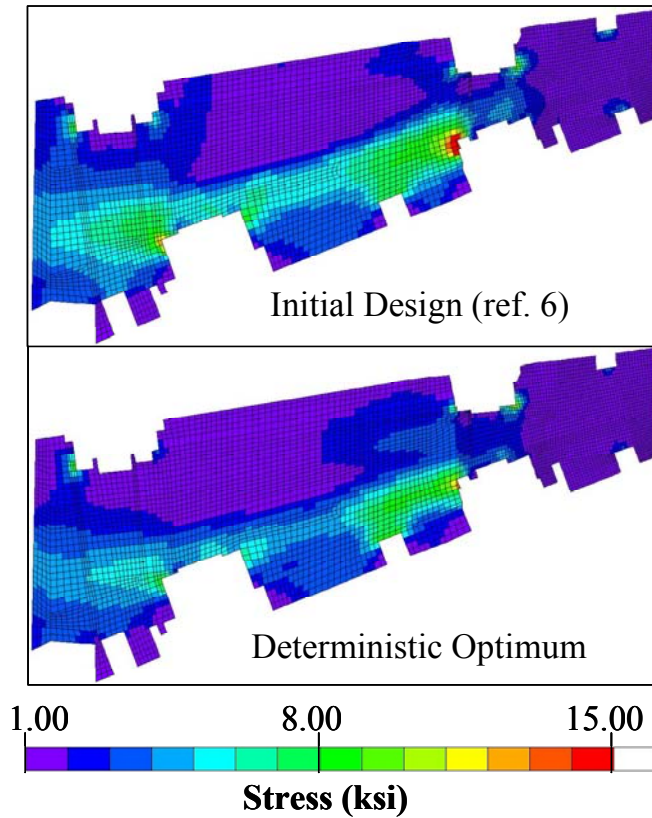 Initial Design (ref. 6)
Deterministic Optimum
1.00 8.00 15.00
Stress (ksi)